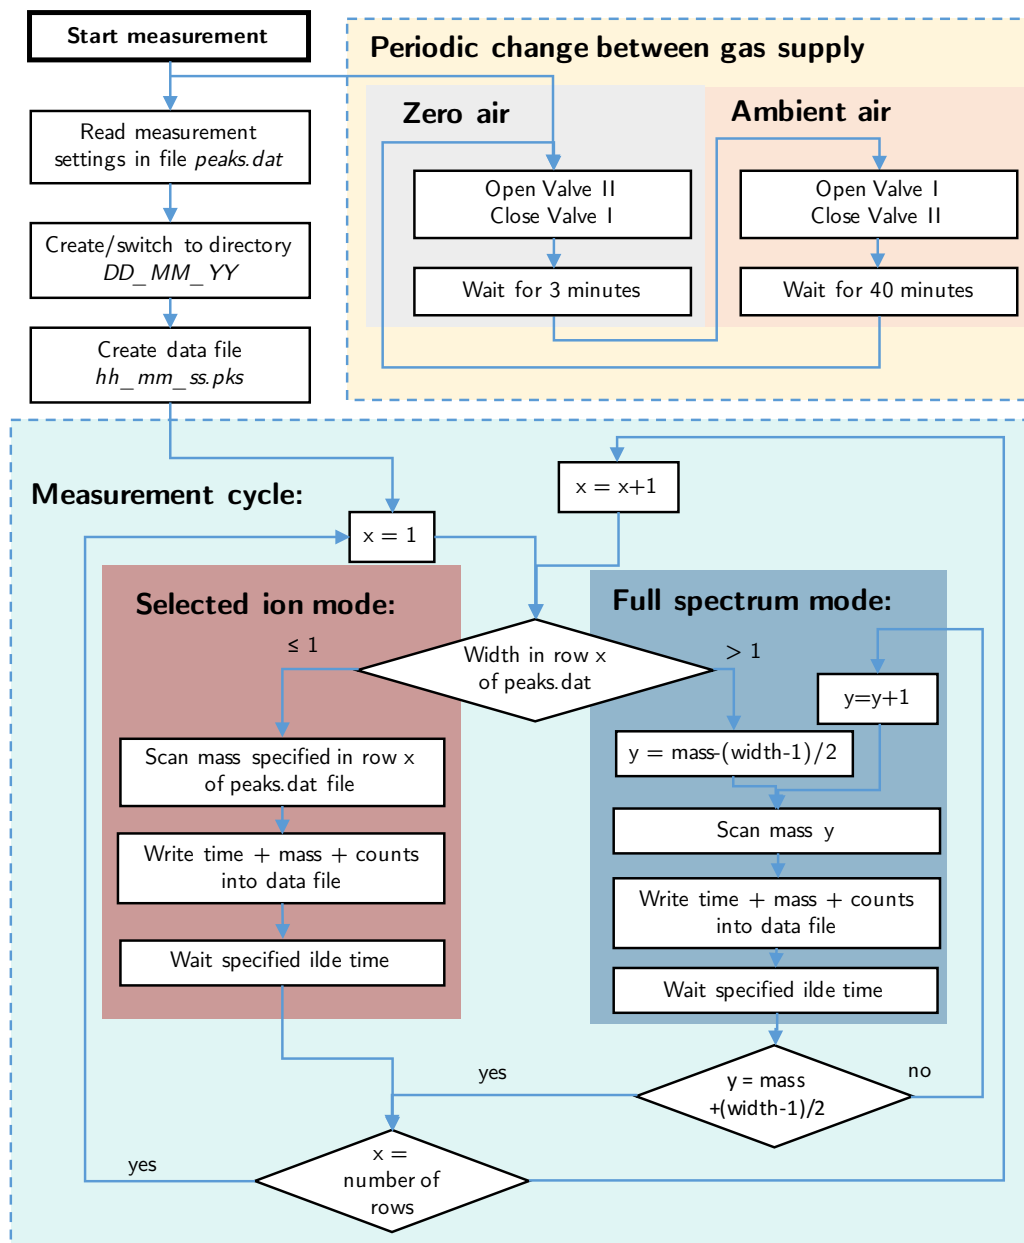 Start measurement
Read measurement
settings in file peaks.dat
Create/switch to directory
DD_MM_YY
Create data file
hh_mm_ss.pks
Periodic change between gas supply
Zero air
Open Valve II
Close Valve I
Wait for 3 minutes
Ambient air
Open Valve I
Close Valve II
Wait for 40 minutes
Measurement cycle:
x = x+1
x = 1
Selected ion mode:
≤ 1
Width in row x
of peaks.dat
Full spectrum mode:
> 1
y=y+1
y = mass-(width-1)/2
Scan mass specified in row x
of peaks.dat file
Write time + mass + counts
into data file
Wait specified ilde time
Scan mass y
Write time + mass + counts
into data file
Wait specified ilde time
y = mass
+(width-1)/2
no
yes
x =
number of
rows
yes